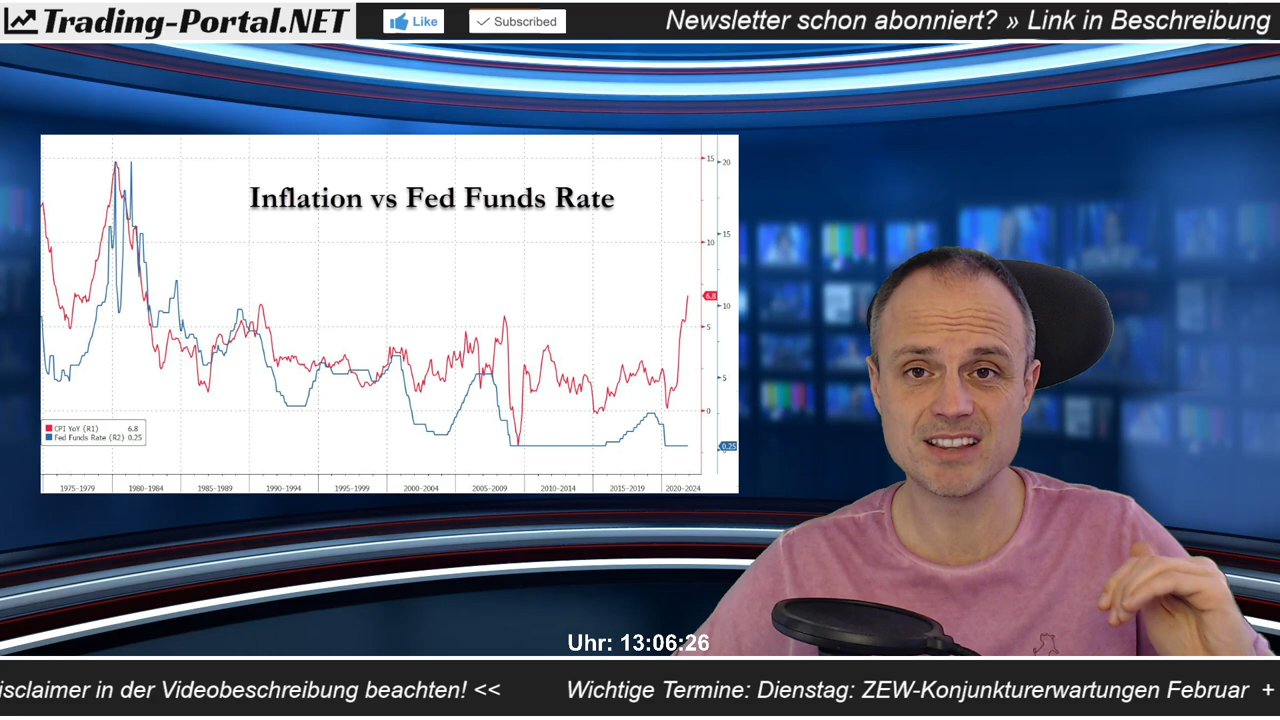 Trading-Portal.NET
Like
Subscribed
Newsletter schon abonniert? » Link in Beschreibung
Inflation vs Fed Funds Rate
15
20
15
10
6.8
10
5
5
0
0.25
CPI YoY (R1) 6.8
Fed Funds Rate (R2) 0.25
1975-1979 1980-1984 1985-1989 1990-1994 1995-1999 2000-2004 2005-2009 2010-2014 2015-2019 2020-2024
Uhr: 13:06:26
isclaimer in der Videobeschreibung beachten! << Wichtige Termine: Dienstag: ZEW-Konjunkturerwartungen Februar +